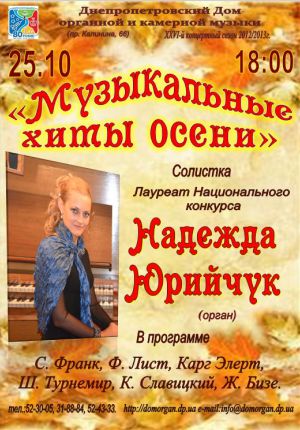 80
Днепропетровский Дом
органной и камерной музыки
(пр. Калинина, 66) XXVI-й концертный сезон 2012/2013г.
25.10 18:00
«Музыкальные
хиты осени»
Солистка
Лауреат Национального
конкурса
Надежда
Юрийчук
(орган)
В программе
С. Франк, Ф. Лист, Карг Элерт,
Ш. Турнемир, К. Славицкий, Ж. Бизе.
тел.:52-30-05, 31-88-84, 52-43-33. http://domorgan.dp.ua e-mail:info@domorgan.dp.ua